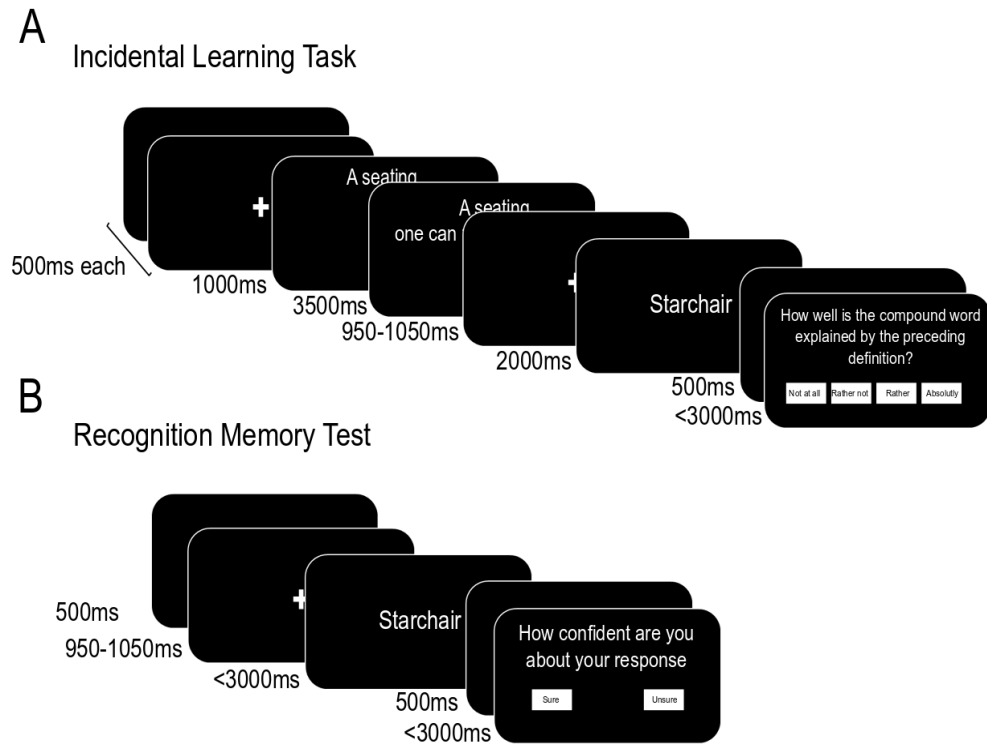 A
Incidental Learning Task
A seating
A seating
one can
Starchair
How well is the compound word
explained by the preceding
definition?
Not at all
Rather not
Rather
Absolutly
500ms each
1000ms
3500ms
950-1050ms
2000ms
500ms
<3000ms
B
Recognition Memory Test
Starchair
How confident are you
about your response
Sure
Unsure
500ms
950-1050ms
<3000ms
500ms
<3000ms